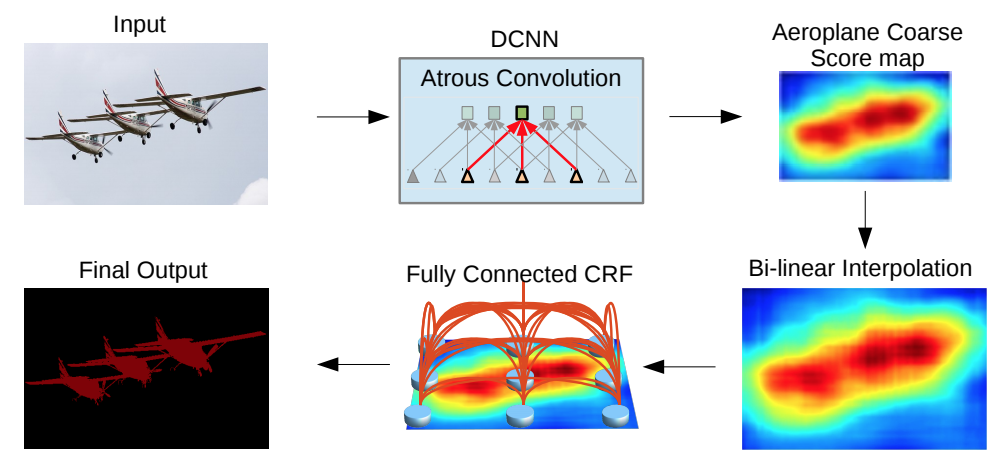 Input
DCNN
Atrous Convolution
Aeroplane Coarse
Score map
Bi-linear Interpolation
Fully Connected CRF
Final Output